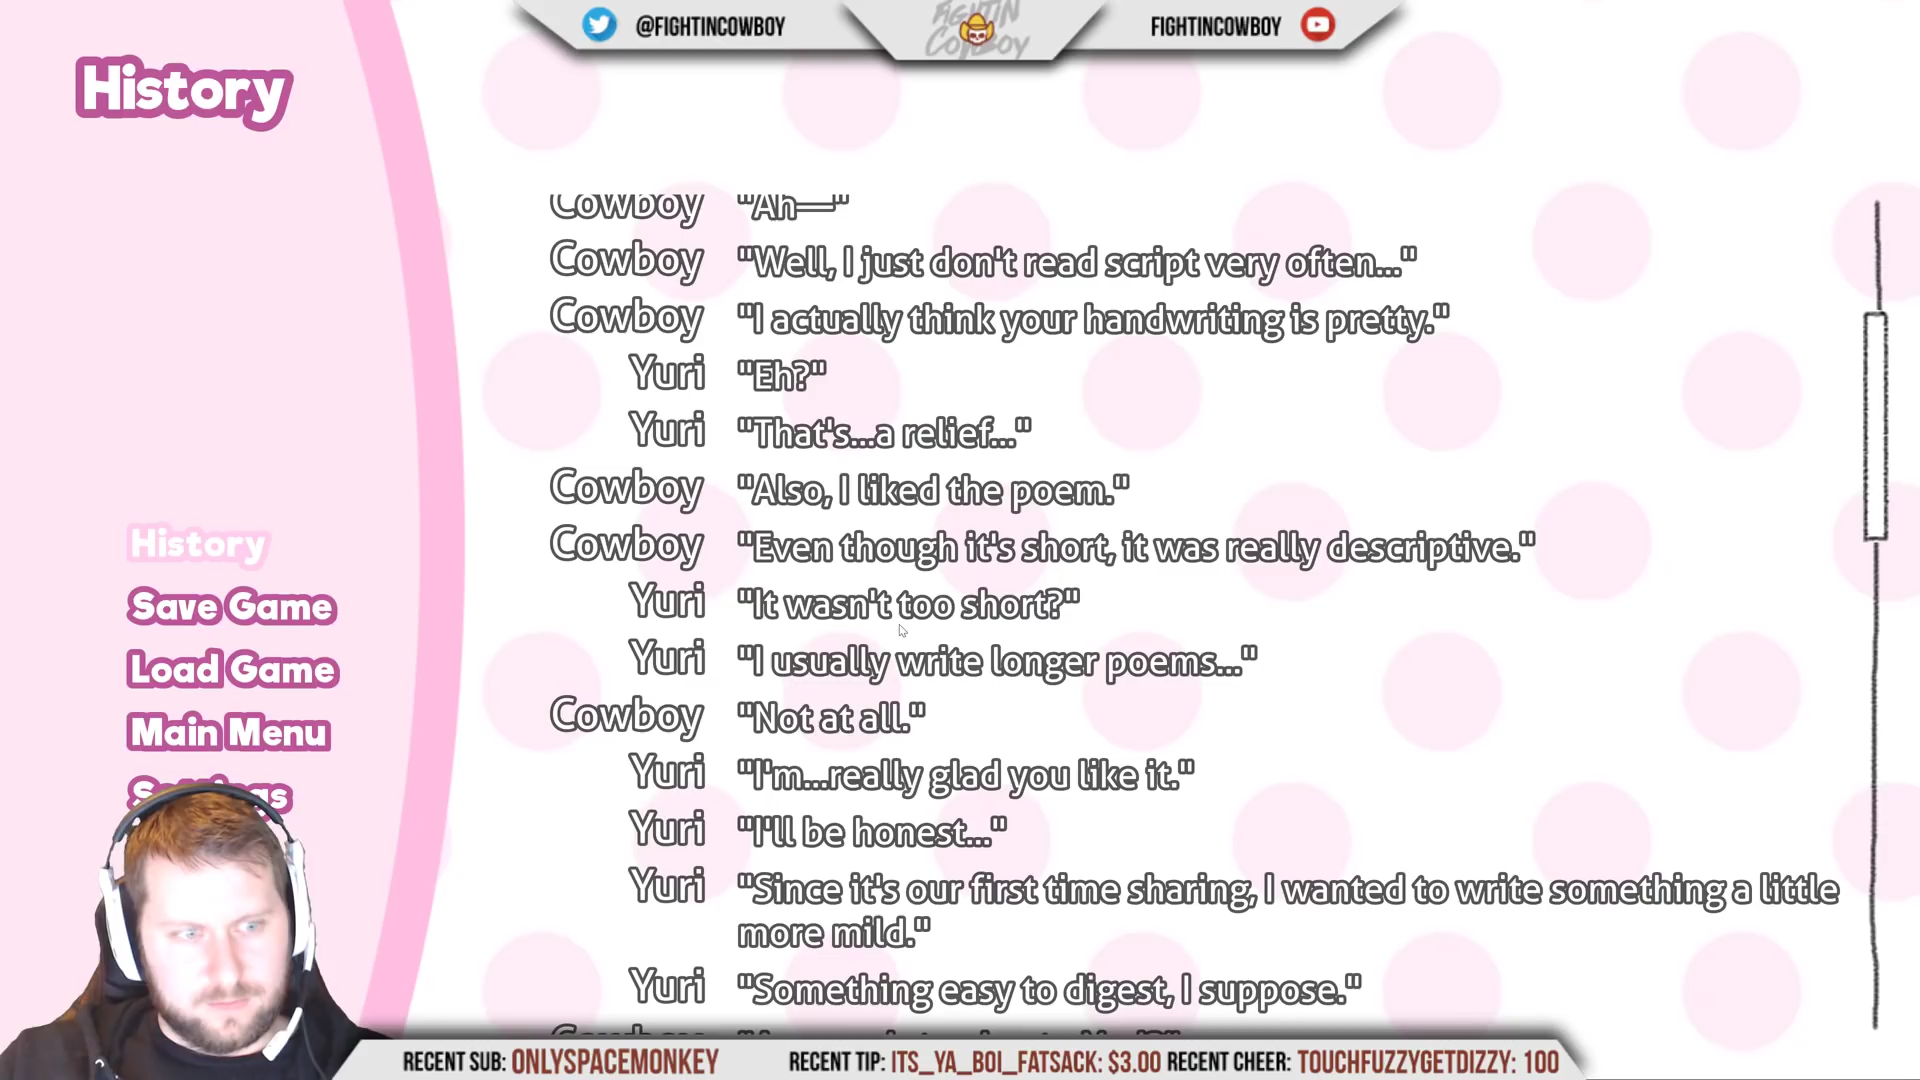 @FIGHTINCOWBOY
FIGHTIN COWBOY
FIGHTINCOWBOY
History
Cowboy "Ah—"
Cowboy "Well, I just don't read script very often..."
Cowboy "I actually think your handwriting is pretty."
Yuri "Eh?"
Yuri "That's...a relief..."
Cowboy "Also, I liked the poem."
Cowboy "Even though it's short, it was really descriptive."
Yuri "It wasn't too short?"
Yuri "I usually write longer poems..."
Cowboy "Not at all."
Yuri "I'm...really glad you like it."
Yuri "I'll be honest..."
Yuri "Since it's our first time sharing, I wanted to write something a little
more mild."
Yuri "Something easy to digest, I suppose."
History
Save Game
Load Game
Main Menu
Settings
RECENT SUB: ONLYSPACEMONKEY
RECENT TIP: ITS_YA_BOI_FATSACK: $3.00 RECENT CHEER: TOUCHFUZZYGETDIZZY: 100